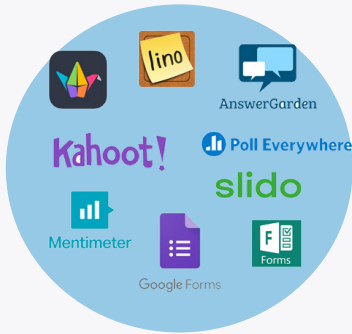 lino
AnswerGarden
Kahoot!
Poll Everywhere
slido
Mentimeter
F
Forms
Google Forms